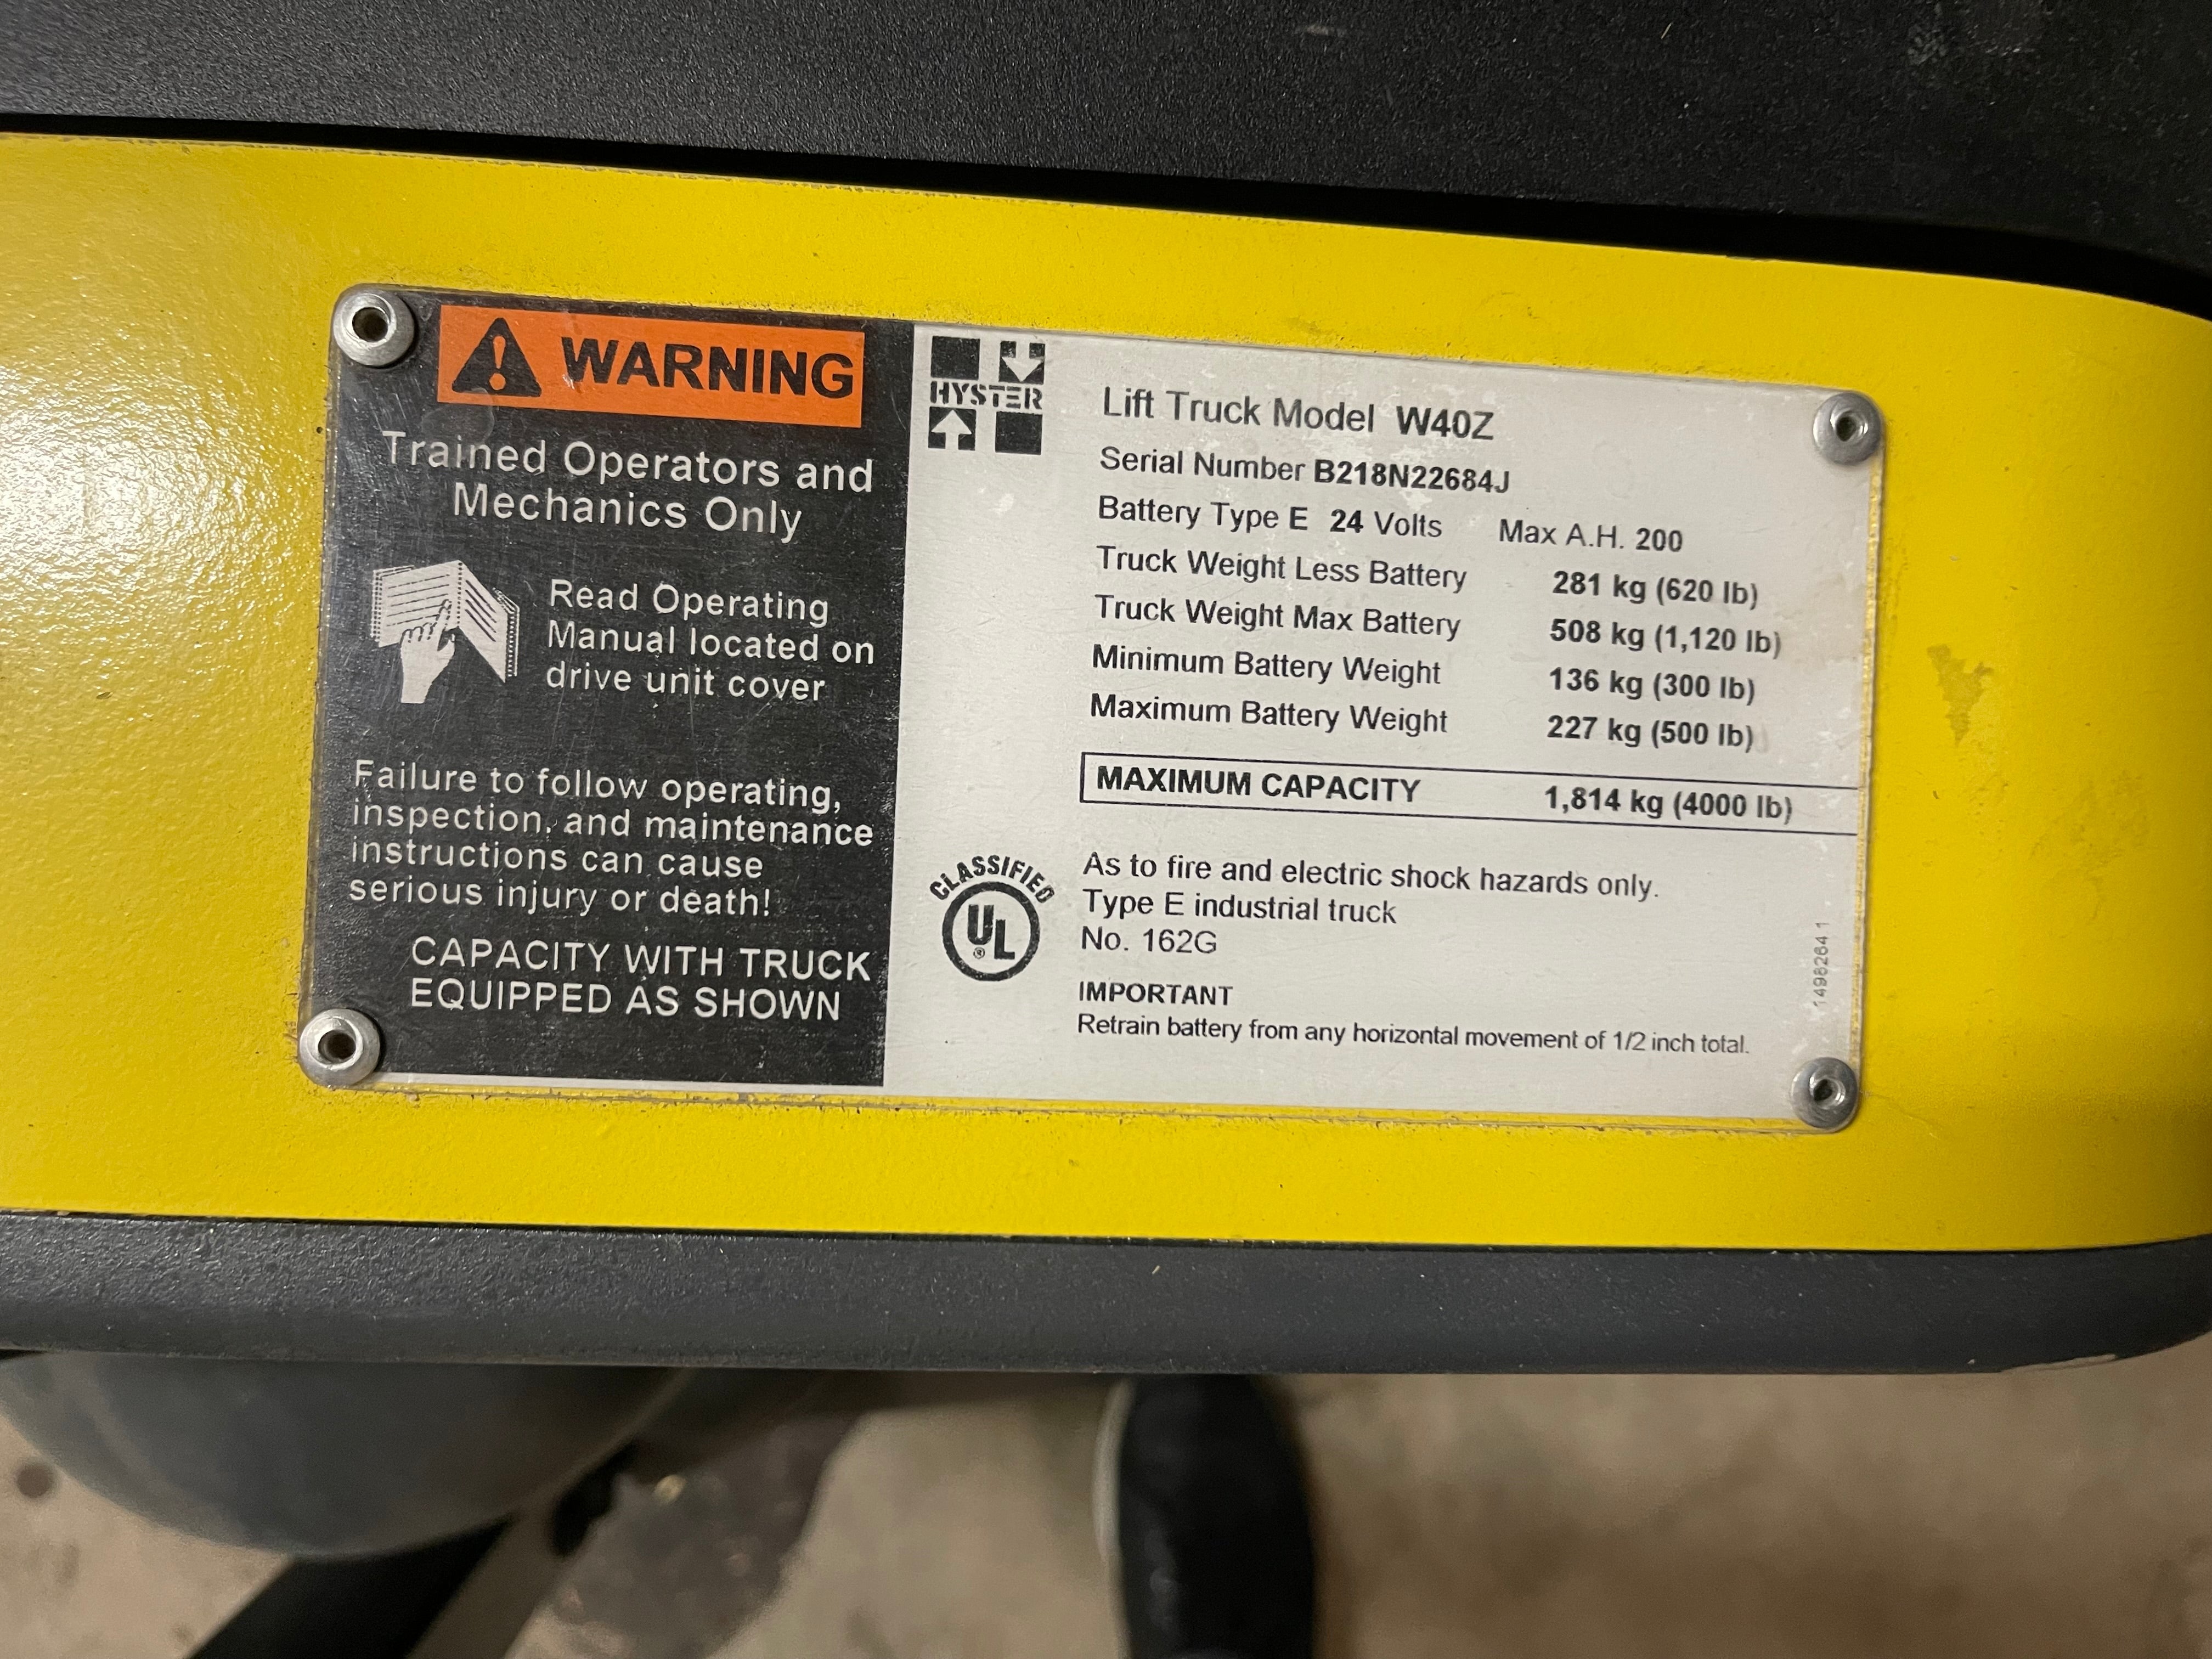 WARNING
Trained Operators and
Mechanics Only
Read Operating
Manual located on
drive unit cover
Failure to follow operating,
inspection, and maintenance
instructions can cause
serious injury or death!
CAPACITY WITH TRUCK
EQUIPPED AS SHOWN
HYSTER
Lift Truck Model W40Z
Serial Number B218N22684J
Battery Type E 24 Volts Max A.H. 200
Truck Weight Less Battery 281 kg (620 lb)
Truck Weight Max Battery 508 kg (1,120 lb)
Minimum Battery Weight 136 kg (300 lb)
Maximum Battery Weight 227 kg (500 lb)
MAXIMUM CAPACITY 1,814 kg (4000 lb)
CLASSIFIED
UL
®
As to fire and electric shock hazards only.
Type E industrial truck
No. 162G
IMPORTANT
Retrain battery from any horizontal movement of 1/2 inch total.
1498264 1